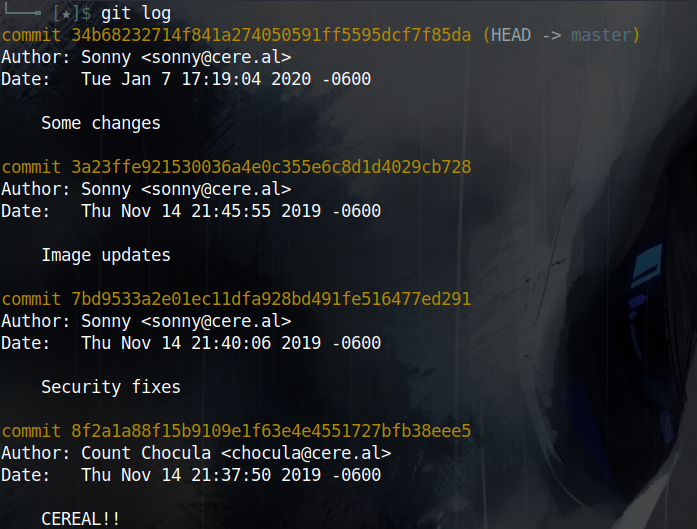 └──╼ [★]$ git log
commit 34b68232714f841a274050591ff5595dcf7f85da (HEAD -> master)
Author: Sonny <sonny@cere.al>
Date:   Tue Jan 7 17:19:04 2020 -0600
    Some changes
commit 3a23ffe921530036a4e0c355e6c8d1d4029cb728
Author: Sonny <sonny@cere.al>
Date:   Thu Nov 14 21:45:55 2019 -0600
    Image updates
commit 7bd9533a2e01ec11dfa928bd491fe516477ed291
Author: Sonny <sonny@cere.al>
Date:   Thu Nov 14 21:40:06 2019 -0600
    Security fixes
commit 8f2a1a88f15b9109e1f63e4e4551727bfb38eee5
Author: Count Chocula <chocula@cere.al>
Date:   Thu Nov 14 21:37:50 2019 -0600
    CEREAL!!